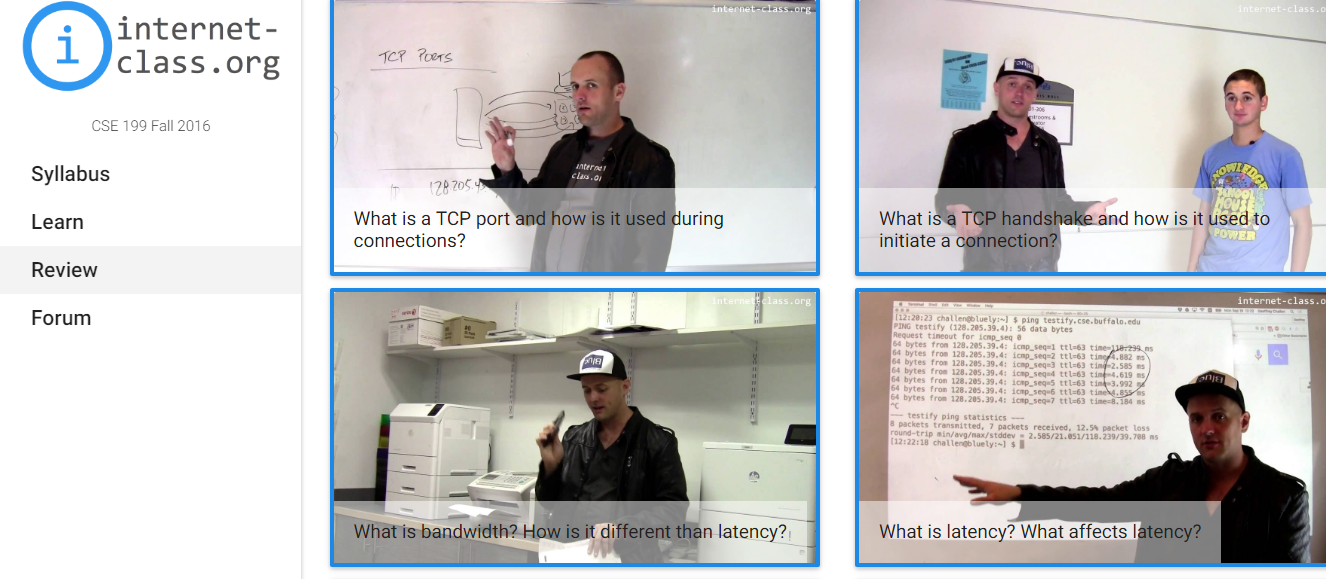 internet-
class.org
CSE 199 Fall 2016
Syllabus
Learn
Review
Forum
internet-class.org
TCP PORTS
internet
class.or
IP 128.205.43
What is a TCP port and how is it used during
connections?
internet-class.o
Blue
KNOWLEDGE
POWER
What is a TCP handshake and how is it used to
initiate a connection?
internet-class.org
Blue
What is bandwidth? How is it different than latency?
internet-class.o
[12:20:23 challen@bluely:~] $ ping testify.cse.buffalo.edu
PING testify (128.205.39.4): 56 data bytes
Request timeout for icmp_seq 0
64 bytes from 128.205.39.4: icmp_seq=1 ttl=63 time=118.239 ms
64 bytes from 128.205.39.4: icmp_seq=2 ttl=63 time=4.882 ms
64 bytes from 128.205.39.4: icmp_seq=3 ttl=63 time=2.585 ms
64 bytes from 128.205.39.4: icmp_seq=4 ttl=63 time=4.619 ms
64 bytes from 128.205.39.4: icmp_seq=5 ttl=63 time=3.992 ms
64 bytes from 128.205.39.4: icmp_seq=6 ttl=63 time=4.855 ms
64 bytes from 128.205.39.4: icmp_seq=7 ttl=63 time=8.184 ms
^C
--- testify ping statistics ---
8 packets transmitted, 7 packets received, 12.5% packet loss
round-trip min/avg/max/stddev = 2.585/21.051/118.239/39.708 ms
[12:22:18 challen@bluely:~] $
Blue
What is latency? What affects latency?